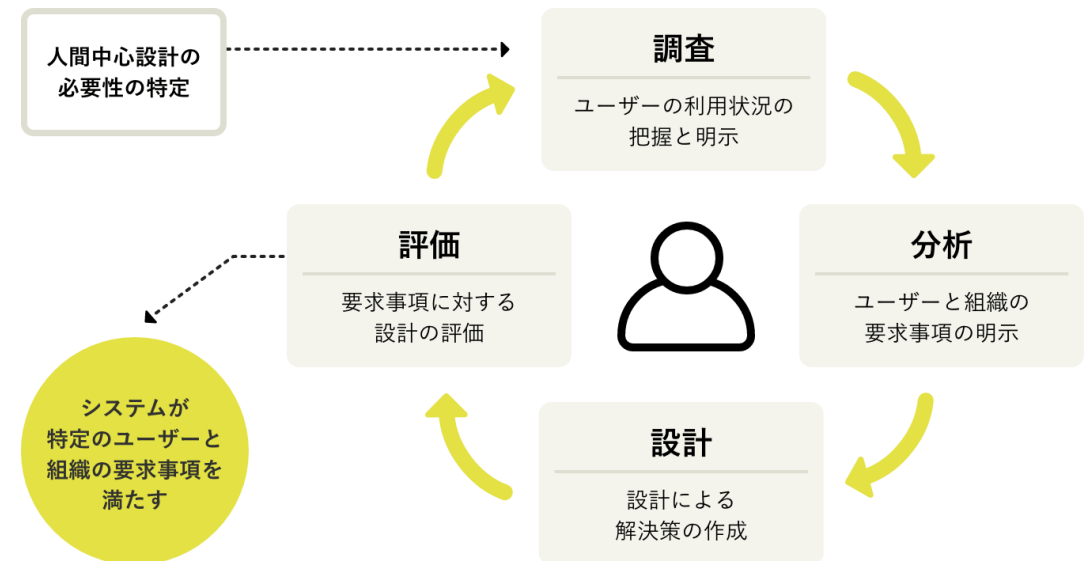 人間中心設計の
必要性の特定
調査
ユーザーの利用状況の
把握と明示
分析
ユーザーと組織の
要求事項の明示
設計
設計による
解決策の作成
評価
要求事項に対する
設計の評価
システムが
特定のユーザーと
組織の要求事項を
満たす